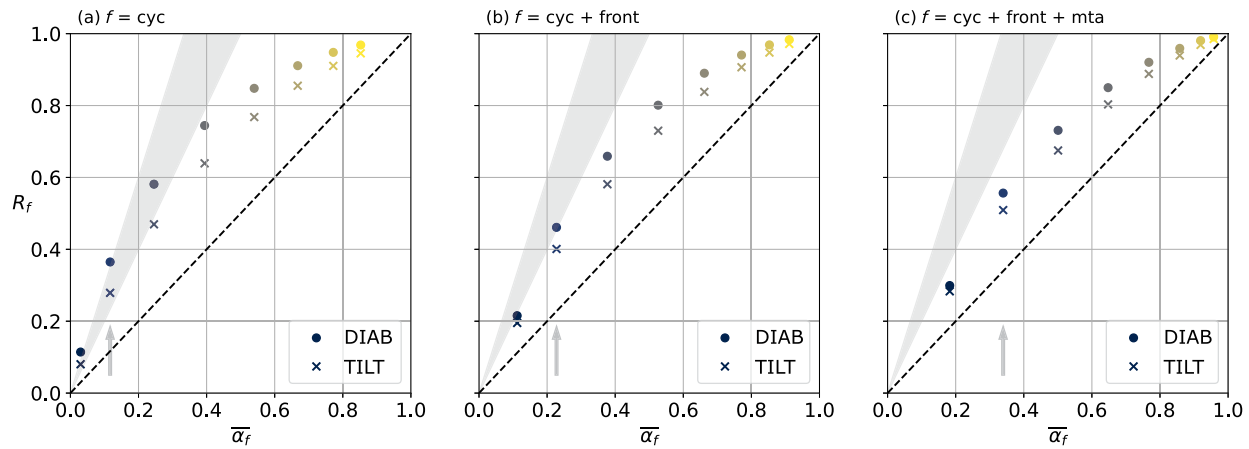 (a) f = cyc
(b) f = cyc + front
(c) f = cyc + front + mta
1.0
0.8
0.6
0.4
0.2
0.0
R_f
DIAB
TILT
DIAB
TILT
DIAB
TILT
0.0 0.2 0.4 0.6 0.8 1.0
0.0 0.2 0.4 0.6 0.8 1.0
0.0 0.2 0.4 0.6 0.8 1.0
\overline{α_f}
\overline{α_f}
\overline{α_f}